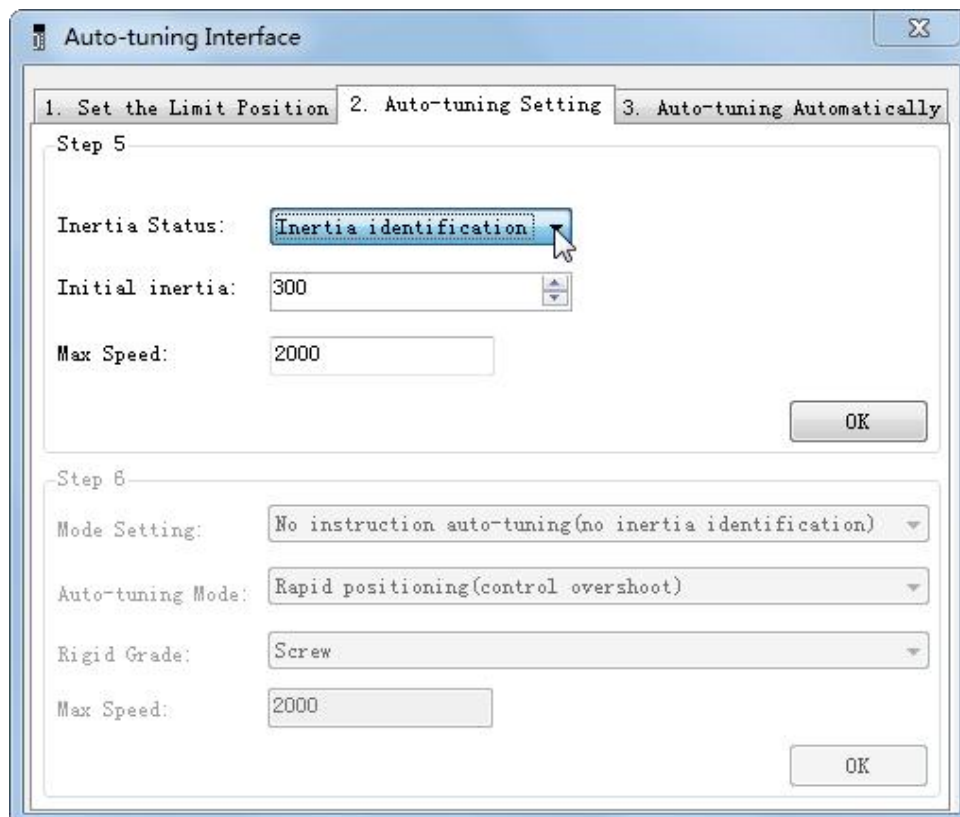 Auto-tuning Interface
1. Set the Limit Position 2. Auto-tuning Setting 3. Auto-tuning Automatically
Step 5
Inertia Status: Inertia identification
Initial inertia: 300
Max Speed: 2000
OK
Step 6
Mode Setting: No instruction auto-tuning(no inertia identification)
Auto-tuning Mode: Rapid positioning(control overshoot)
Rigid Grade: Screw
Max Speed: 2000
OK